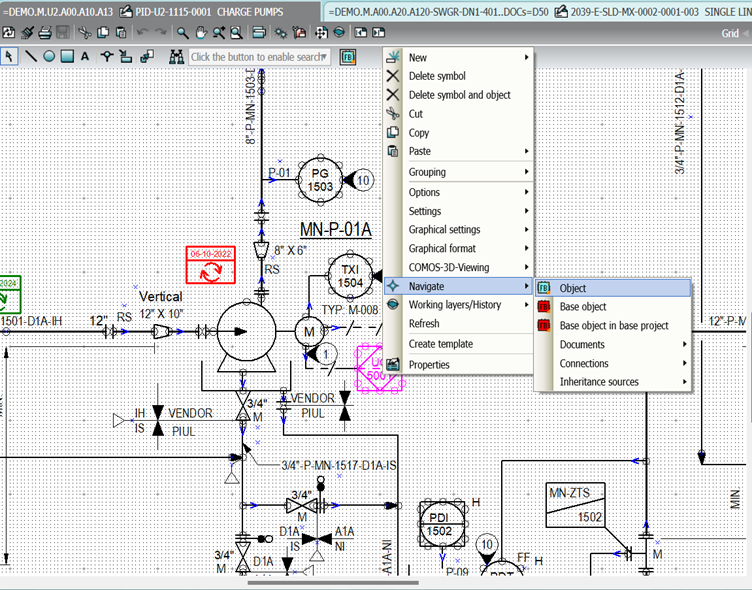 =DEMO.M.U2.A00.A10.A13 PID-U2-1115-0001 CHARGE PUMPS
=DEMO.M.A00.A20.A120-SWGR-DN1-401..DOCs=D50 2039-E-SLD-MX-0002-0001-003 SINGLE LIN
Grid
A
Click the button to enable search
New
Delete symbol
Delete symbol and object
Cut
Copy
Paste
Grouping
Options
Settings
Graphical settings
Graphical format
COMOS-3D-Viewing
Navigate
Working layers/History
Refresh
Create template
Properties
Object
Base object
Base object in base project
Documents
Connections
Inheritance sources
8"-P-MN-1503-D
3/4"-P-MN-1512-D1A-
P-01
PG
1503
10
MN-P-01A
06-10-2022
8" X 6"
RS
TXI
1504
2024
Vertical
12" X 10"
TYP: M-008
1501-D1A-IH
12"
RS
M
1
12"-P-M
500
3/4"
M
VENDOR
PIUL
IH
IS
VENDOR
PIUL
3/4"-P-MN-1517-D1A-IS
3/4"
M
D1A
IS
A1A
NI
3/4"
M
D1A
A1A-NI
PDI
1502
H
P-09
10
FF
H
MN-ZTS
1502
M
MIN.